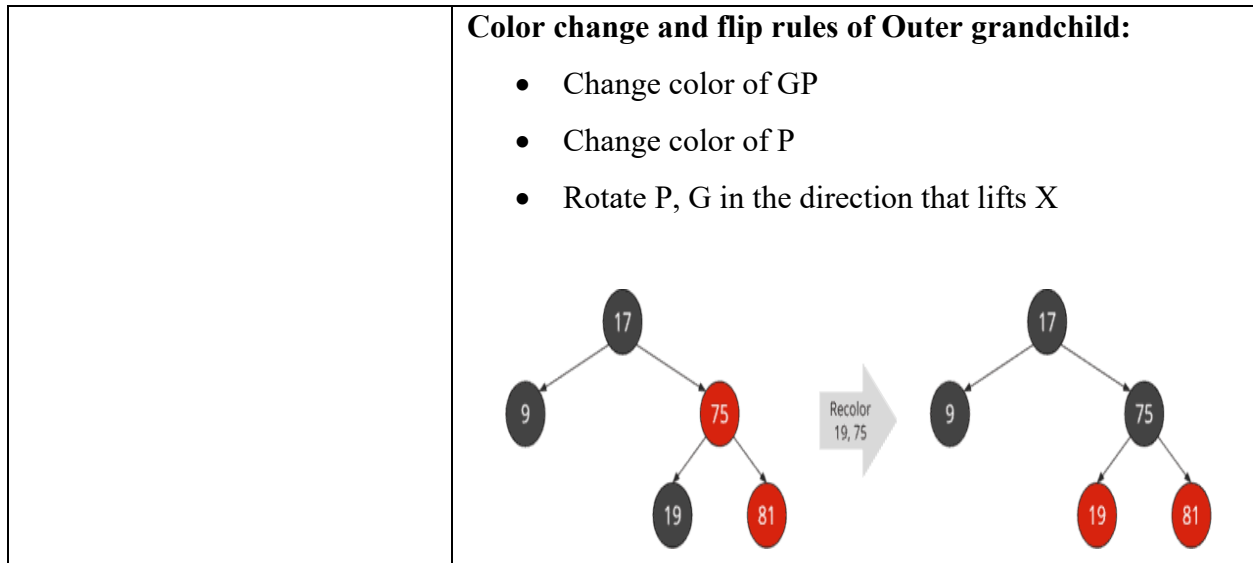 Color change and flip rules of Outer grandchild:
• Change color of GP
• Change color of P
• Rotate P, G in the direction that lifts X
17
17
9
75
Recolor
19, 75
9
75
19
81
19
81